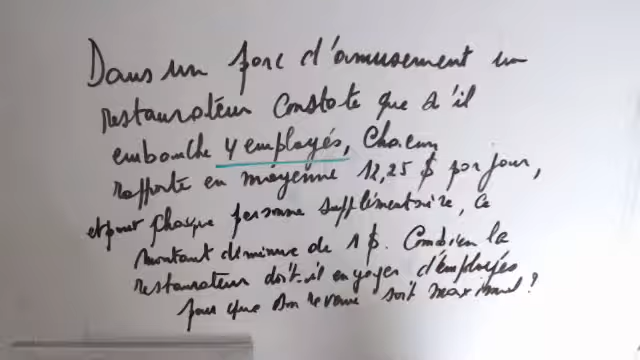 Dans un parc d'amusement un
restaurateur constate que s'il
embauche 4 employés, chacun
rapporte en moyenne 12,25 $ par jour,
et pour chaque personne supplémentaire, ce
montant diminue de 1 $. Combien le
restaurateur doit-il engager d'employés
pour que son revenu soit maximal ?